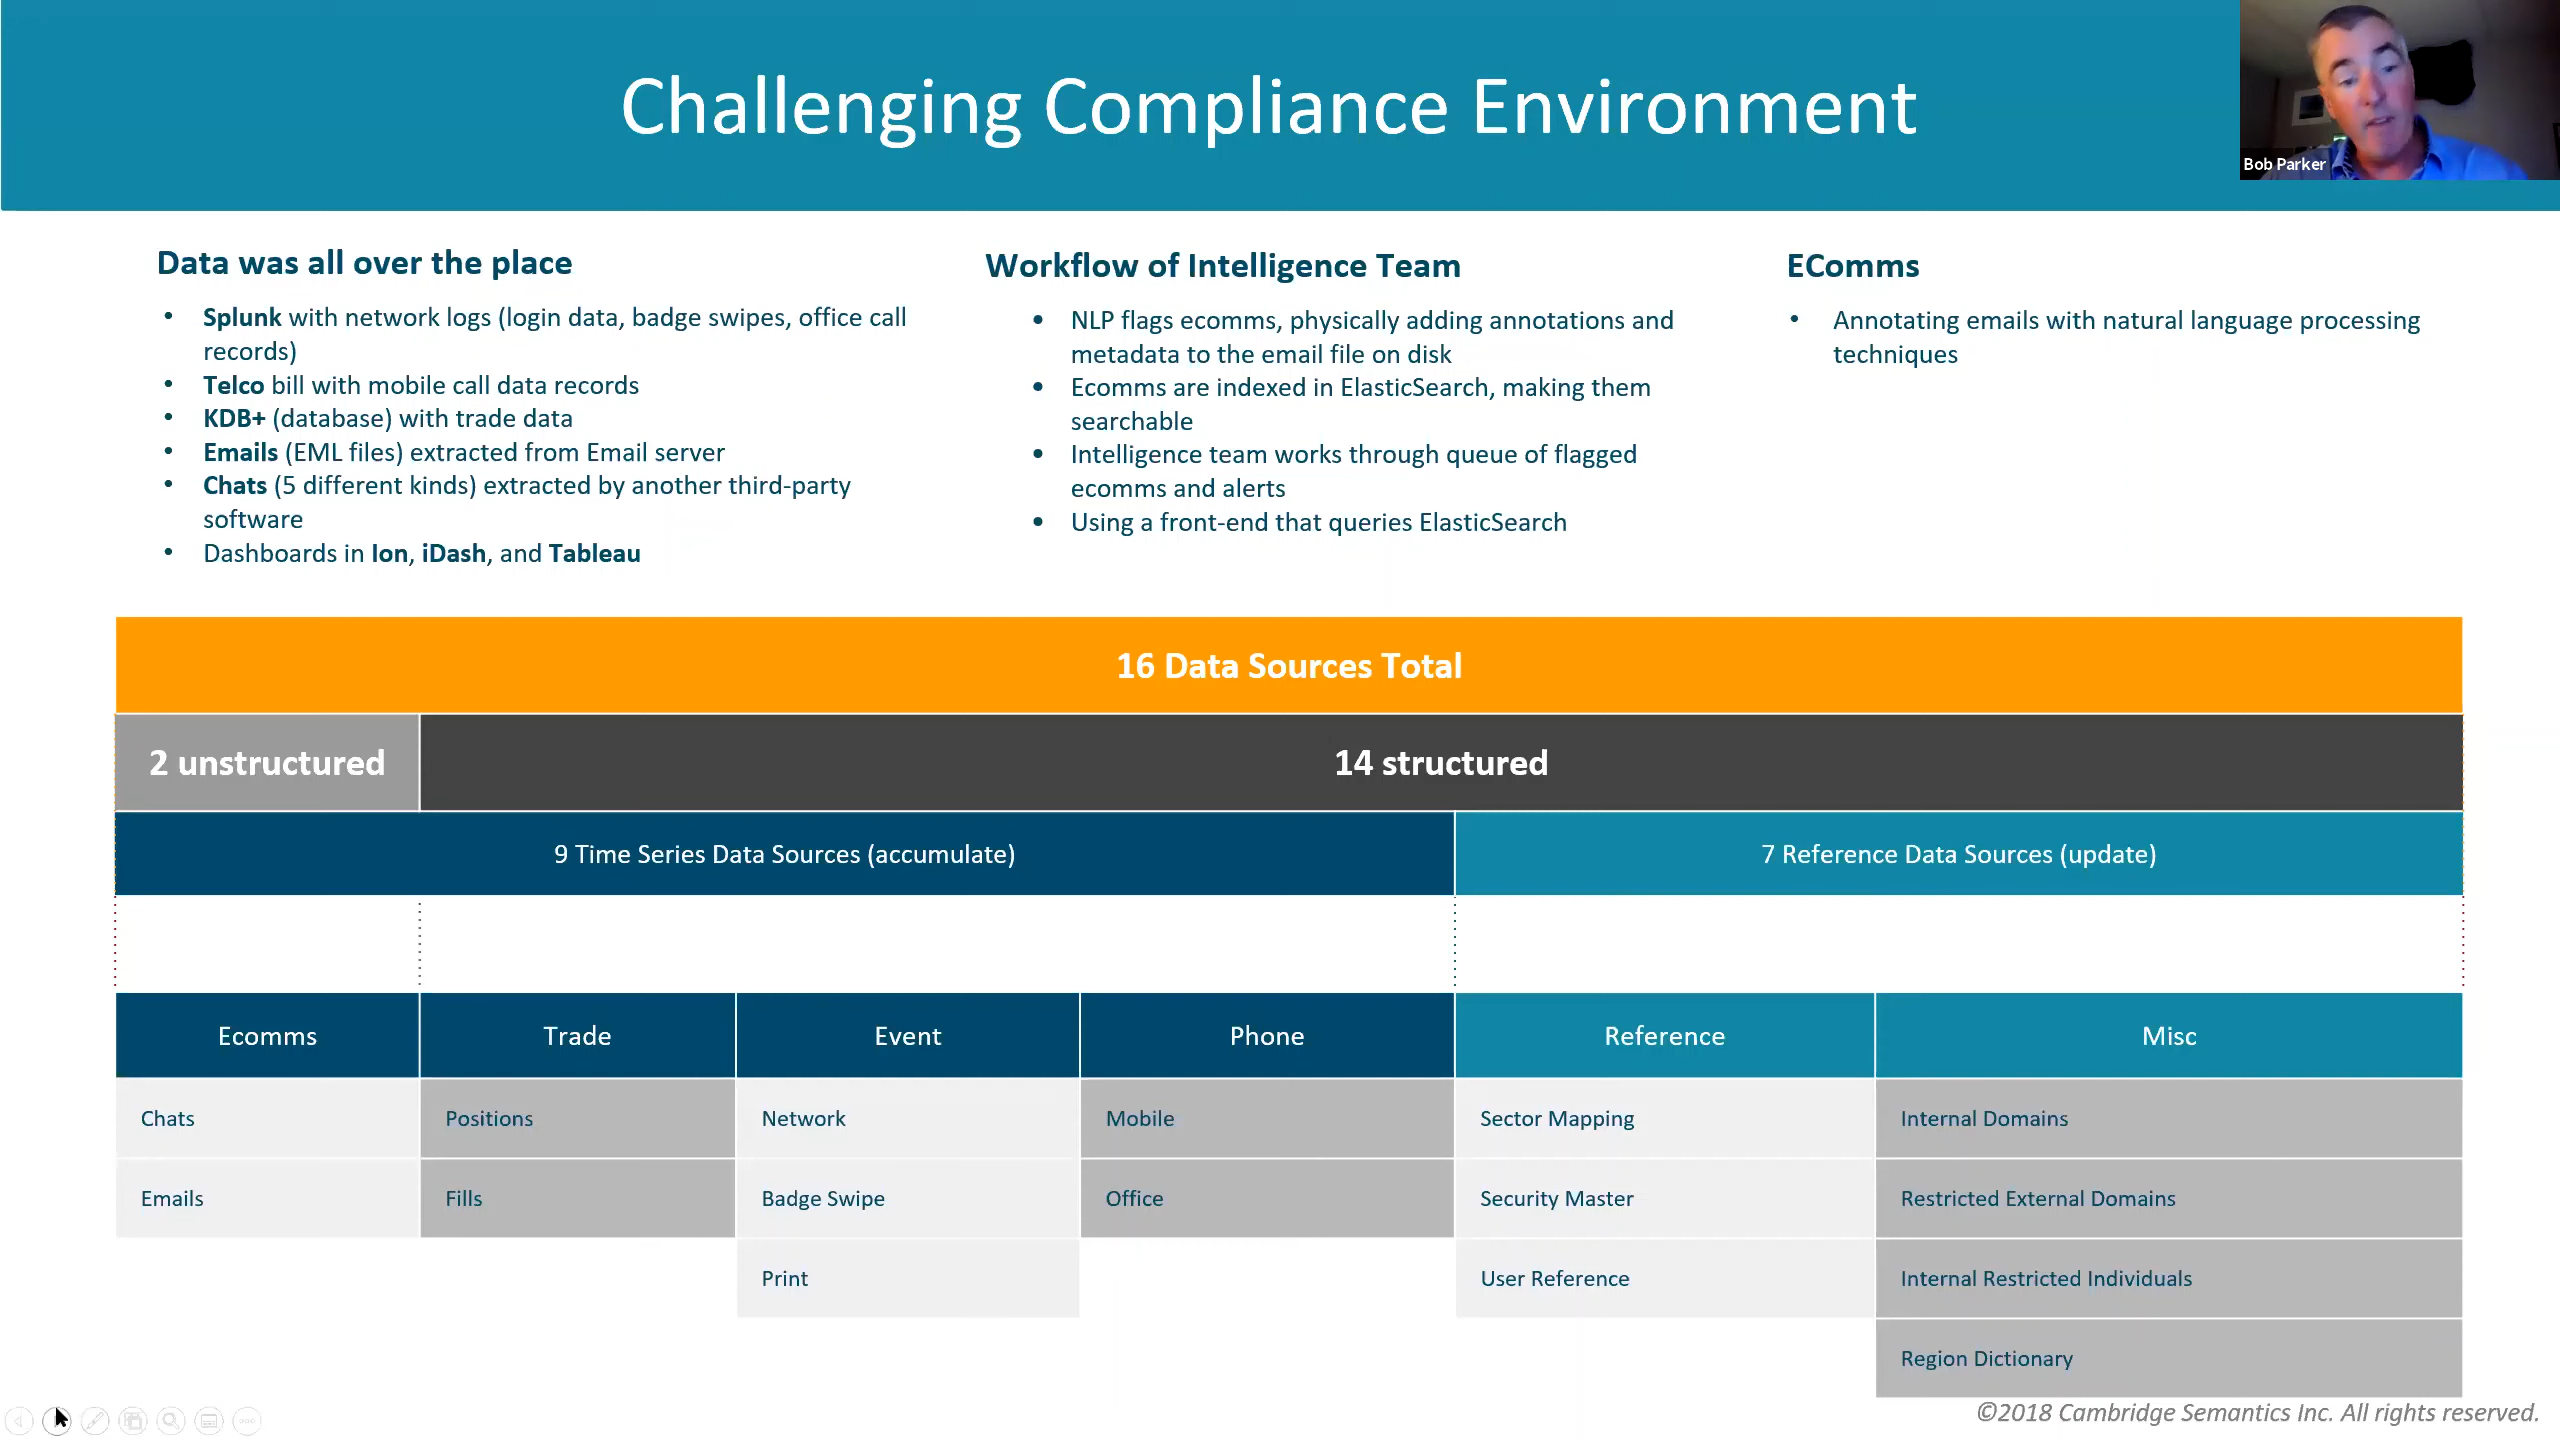 Challenging Compliance Environment
Bob Parker
Data was all over the place
• Splunk with network logs (login data, badge swipes, office call
records)
• Telco bill with mobile call data records
• KDB+ (database) with trade data
• Emails (EML files) extracted from Email server
• Chats (5 different kinds) extracted by another third-party
software
• Dashboards in Ion, iDash, and Tableau
Workflow of Intelligence Team
• NLP flags ecomms, physically adding annotations and
metadata to the email file on disk
• Ecomms are indexed in ElasticSearch, making them
searchable
• Intelligence team works through queue of flagged
ecomms and alerts
• Using a front-end that queries ElasticSearch
EComms
• Annotating emails with natural language processing
techniques
16 Data Sources Total
2 unstructured
14 structured
9 Time Series Data Sources (accumulate)
7 Reference Data Sources (update)
Ecomms
Trade
Event
Phone
Reference
Misc
Chats
Positions
Network
Mobile
Sector Mapping
Internal Domains
Emails
Fills
Badge Swipe
Office
Security Master
Restricted External Domains
Print
User Reference
Internal Restricted Individuals
Region Dictionary
©2018 Cambridge Semantics Inc. All rights reserved.